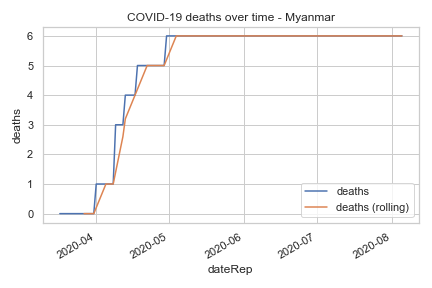 COVID-19 deaths over time - Myanmar
6
5
4
3
2
1
0
deaths
deaths
deaths (rolling)
2020-04
2020-05
2020-06
2020-07
2020-08
dateRep